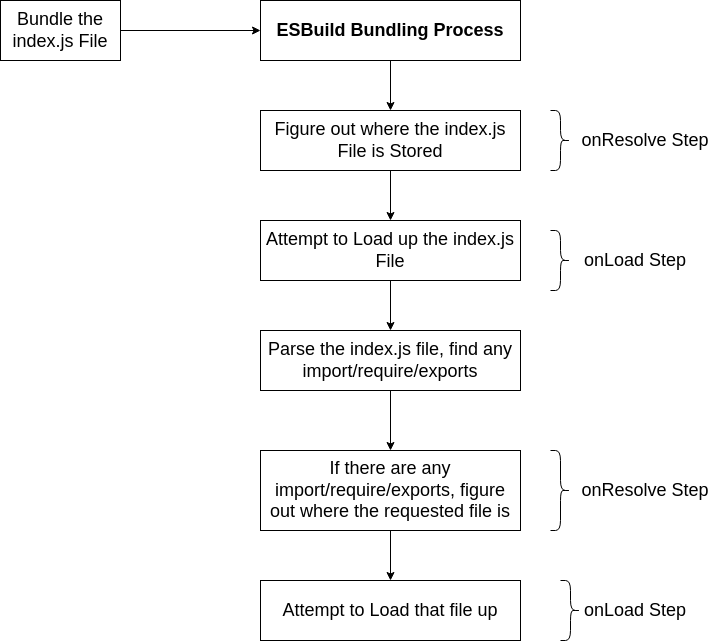 Bundle the
index.js File
ESBuild Bundling Process
Figure out where the index.js
File is Stored
onResolve Step
Attempt to Load up the index.js
File
onLoad Step
Parse the index.js file, find any
import/require/exports
If there are any
import/require/exports, figure
out where the requested file is
onResolve Step
Attempt to Load that file up
onLoad Step